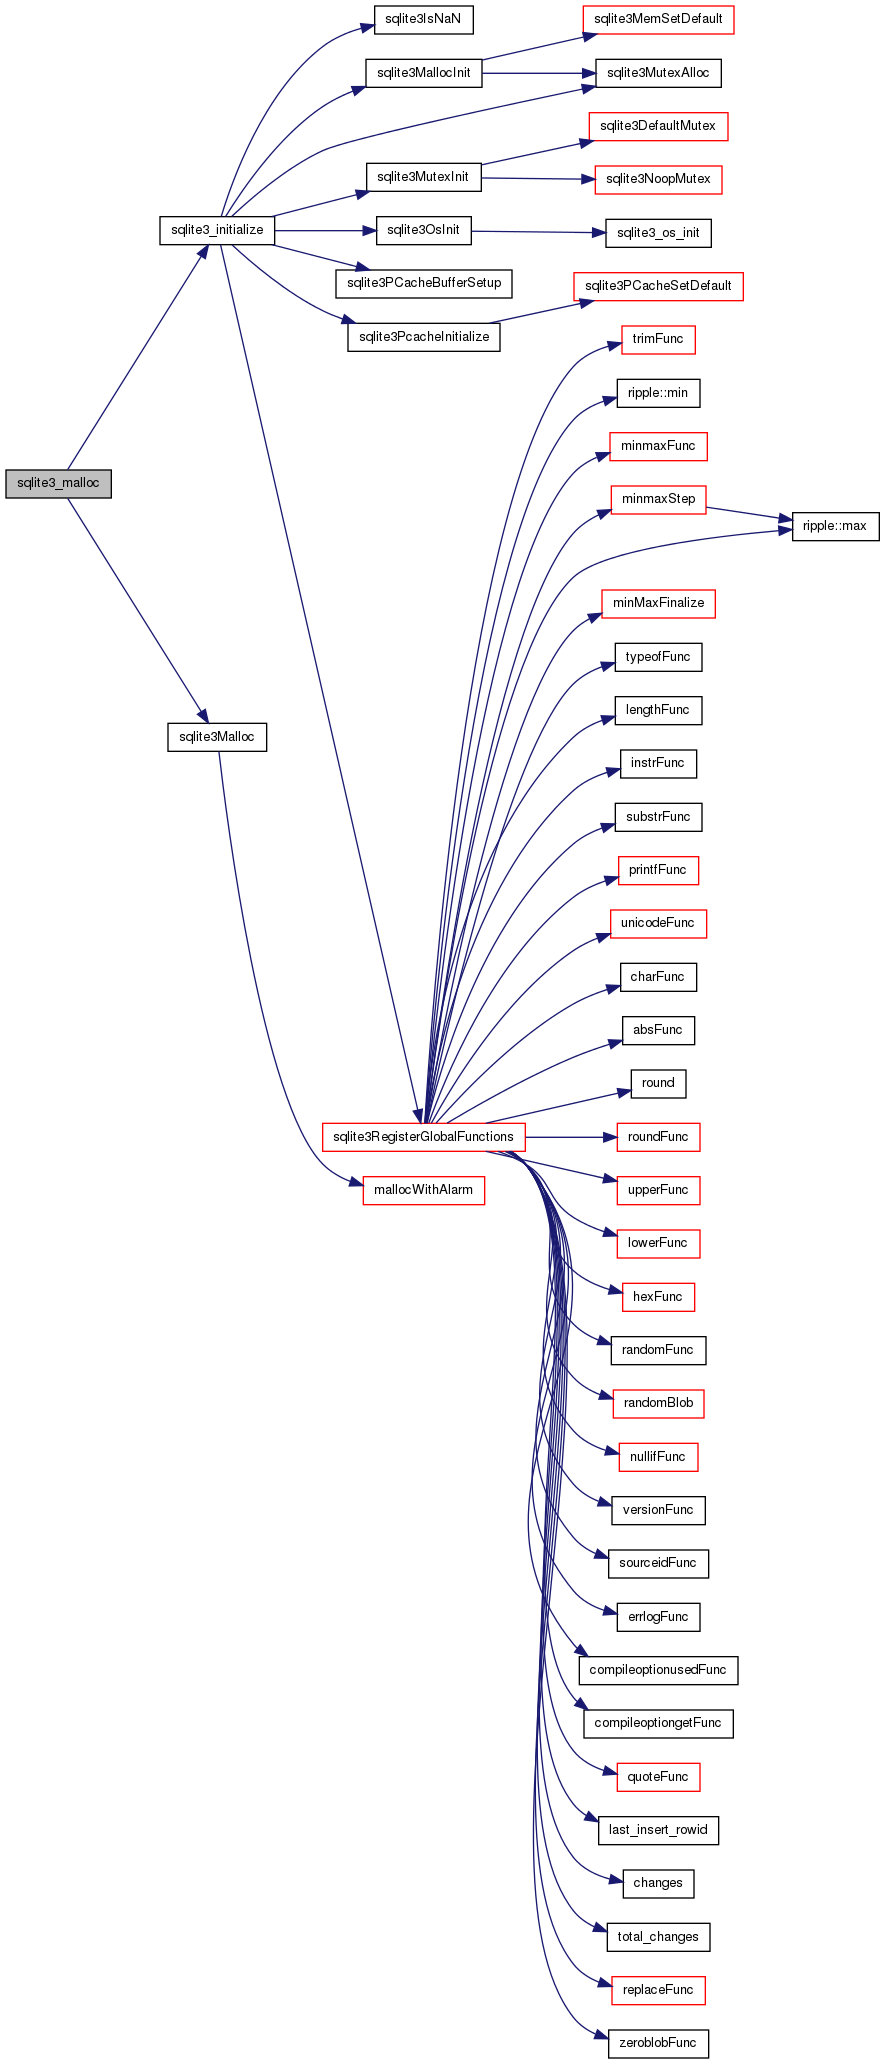 sqlite3IsNaN
sqlite3MemSetDefault
sqlite3MallocInit
sqlite3MutexAlloc
sqlite3DefaultMutex
sqlite3MutexInit
sqlite3NoopMutex
sqlite3_initialize
sqlite3OsInit
sqlite3_os_init
sqlite3PCacheBufferSetup
sqlite3PCacheSetDefault
sqlite3PcacheInitialize
trimFunc
ripple::min
minmaxFunc
sqlite3_malloc
minmaxStep
ripple::max
minMaxFinalize
typeofFunc
lengthFunc
sqlite3Malloc
instrFunc
substrFunc
printfFunc
unicodeFunc
charFunc
absFunc
round
sqlite3RegisterGlobalFunctions
roundFunc
mallocWithAlarm
upperFunc
lowerFunc
hexFunc
randomFunc
randomBlob
nullifFunc
versionFunc
sourceidFunc
errlogFunc
compileoptionusedFunc
compileoptiongetFunc
quoteFunc
last_insert_rowid
changes
total_changes
replaceFunc
zeroblobFunc